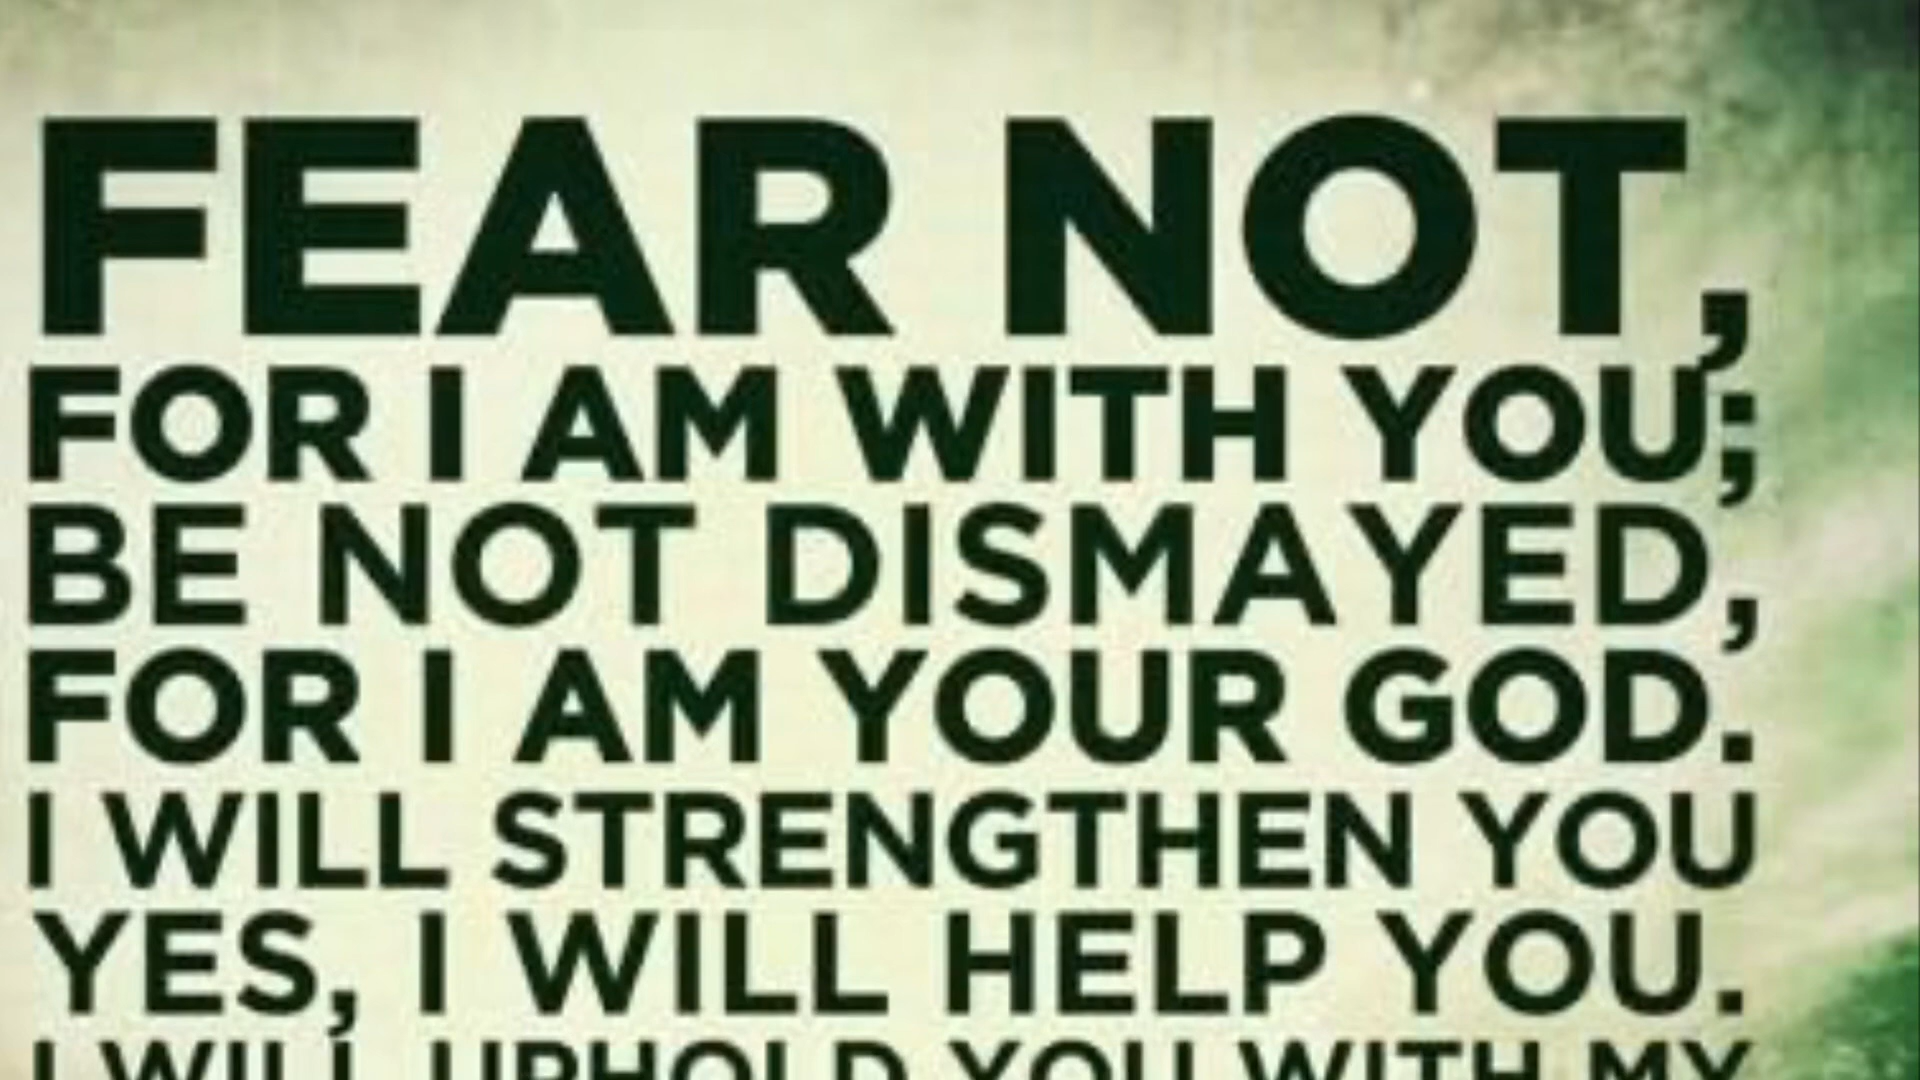 FEAR NOT,
FOR I AM WITH YOU;
BE NOT DISMAYED,
FOR I AM YOUR GOD.
I WILL STRENGTHEN YOU
YES, I WILL HELP YOU.
I WILL UPHOLD YOU WITH MY